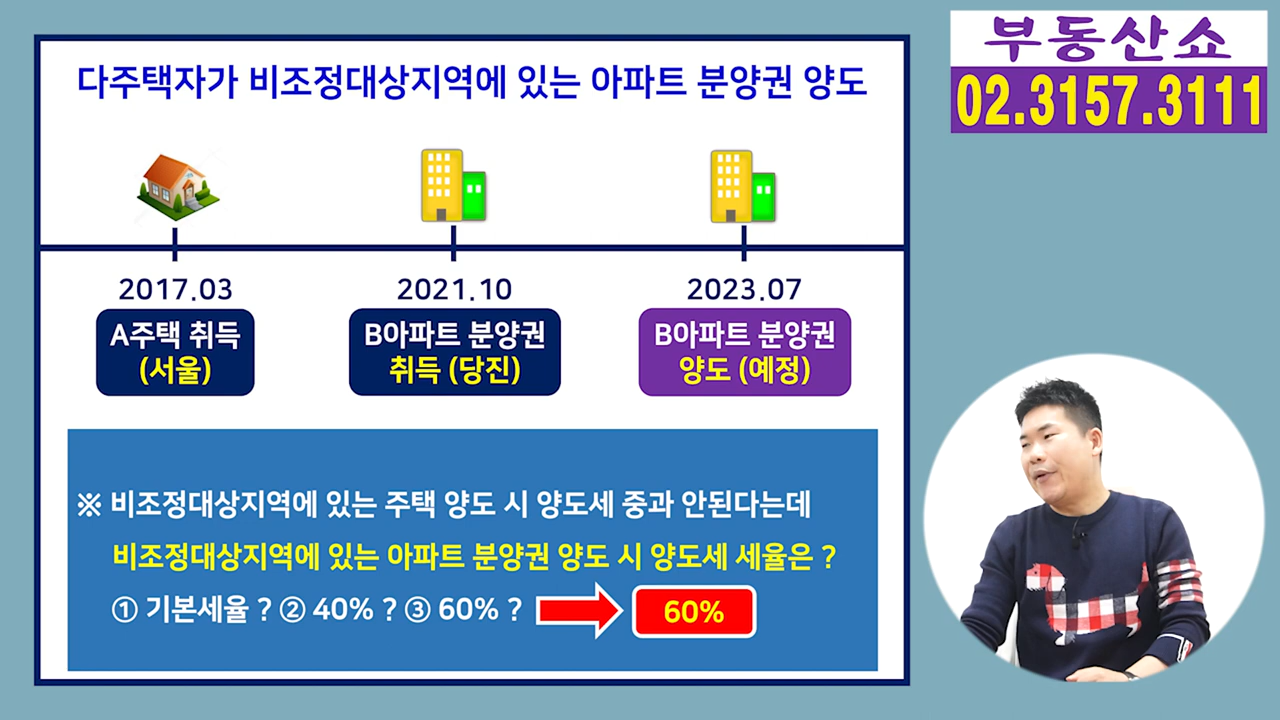 부동산쇼
02.3157.3111
다주택자가 비조정대상지역에 있는 아파트 분양권 양도
2017.03
A주택 취득
(서울)
2021.10
B아파트 분양권
취득 (당진)
2023.07
B아파트 분양권
양도 (예정)
※ 비조정대상지역에 있는 주택 양도 시 양도세 중과 안된다는데
비조정대상지역에 있는 아파트 분양권 양도 시 양도세 세율은 ?
① 기본세율 ? ② 40% ? ③ 60% ? 60%